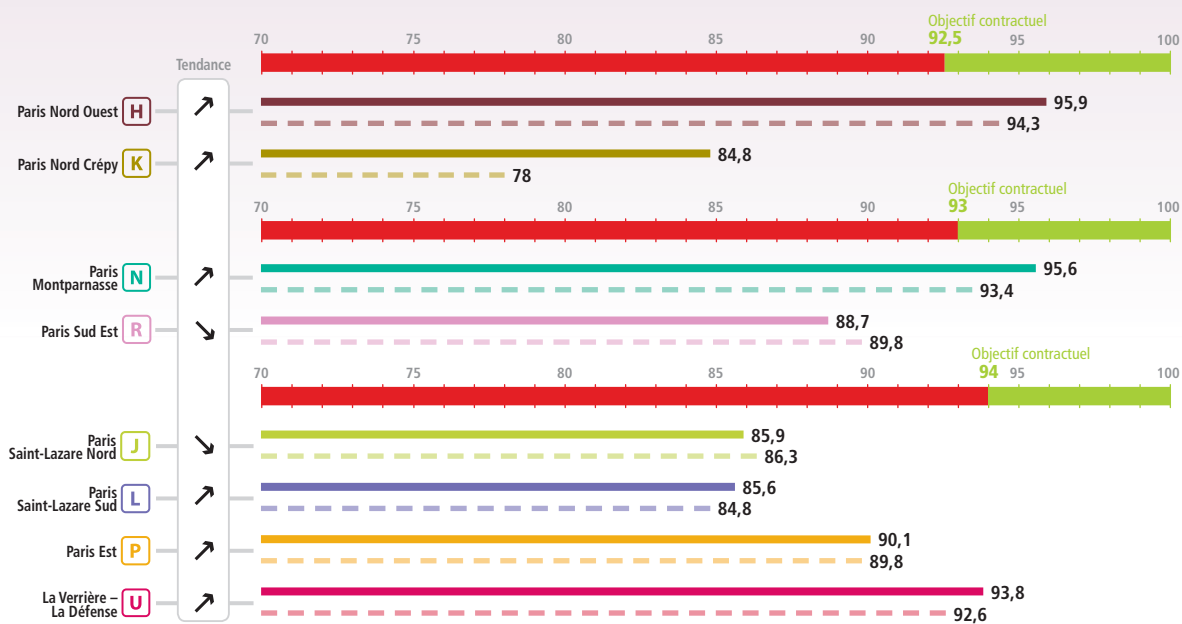 Objectif contractuel
92,5
70 75 80 85 90 95 100
Tendance
Paris Nord Ouest H
95,9
94,3
Paris Nord Crépy K
84,8
78
Objectif contractuel
93
70 75 80 85 90 95 100
Paris
Montparnasse N
95,6
93,4
Paris Sud Est R
88,7
89,8
Objectif contractuel
94
70 75 80 85 90 95 100
Paris
Saint-Lazare Nord J
85,9
86,3
Paris
Saint-Lazare Sud L
85,6
84,8
Paris Est P
90,1
89,8
La Verrière –
La Défense U
93,8
92,6